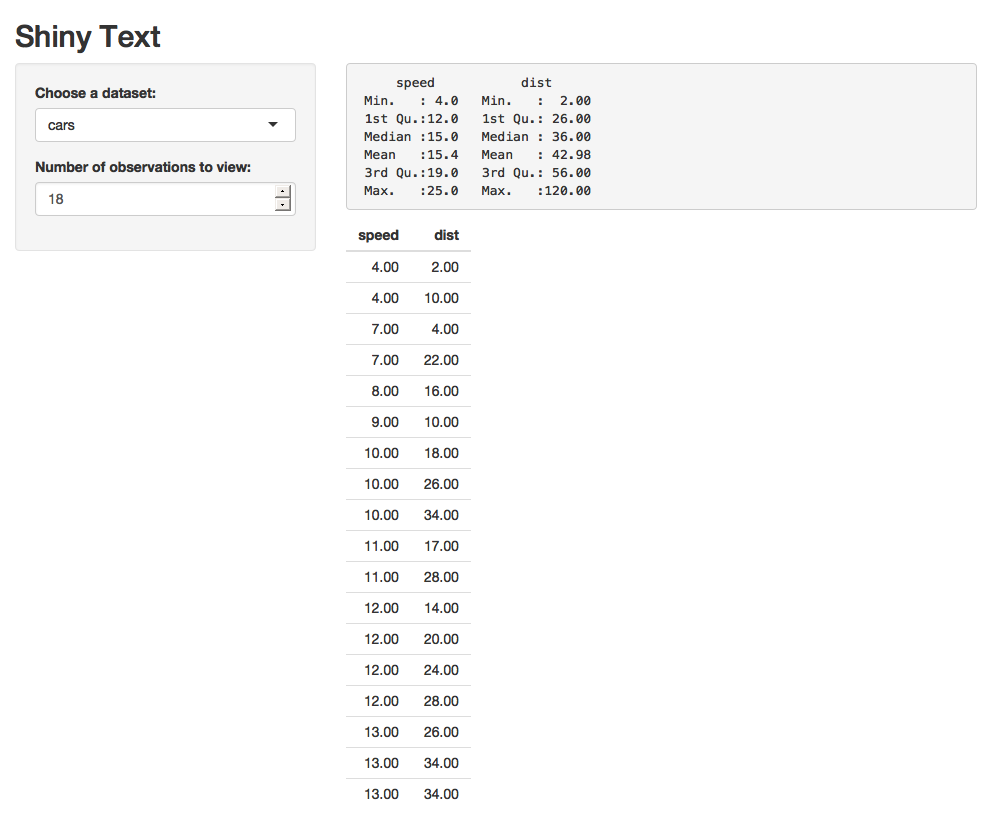 Shiny Text
Choose a dataset:
cars
Number of observations to view:
18
speed dist
Min. : 4.0 Min. : 2.00
1st Qu.:12.0 1st Qu.: 26.00
Median :15.0 Median : 36.00
Mean :15.4 Mean : 42.98
3rd Qu.:19.0 3rd Qu.: 56.00
Max. :25.0 Max. :120.00
speed dist
4.00 2.00
4.00 10.00
7.00 4.00
7.00 22.00
8.00 16.00
9.00 10.00
10.00 18.00
10.00 26.00
10.00 34.00
11.00 17.00
11.00 28.00
12.00 14.00
12.00 20.00
12.00 24.00
12.00 28.00
13.00 26.00
13.00 34.00
13.00 34.00